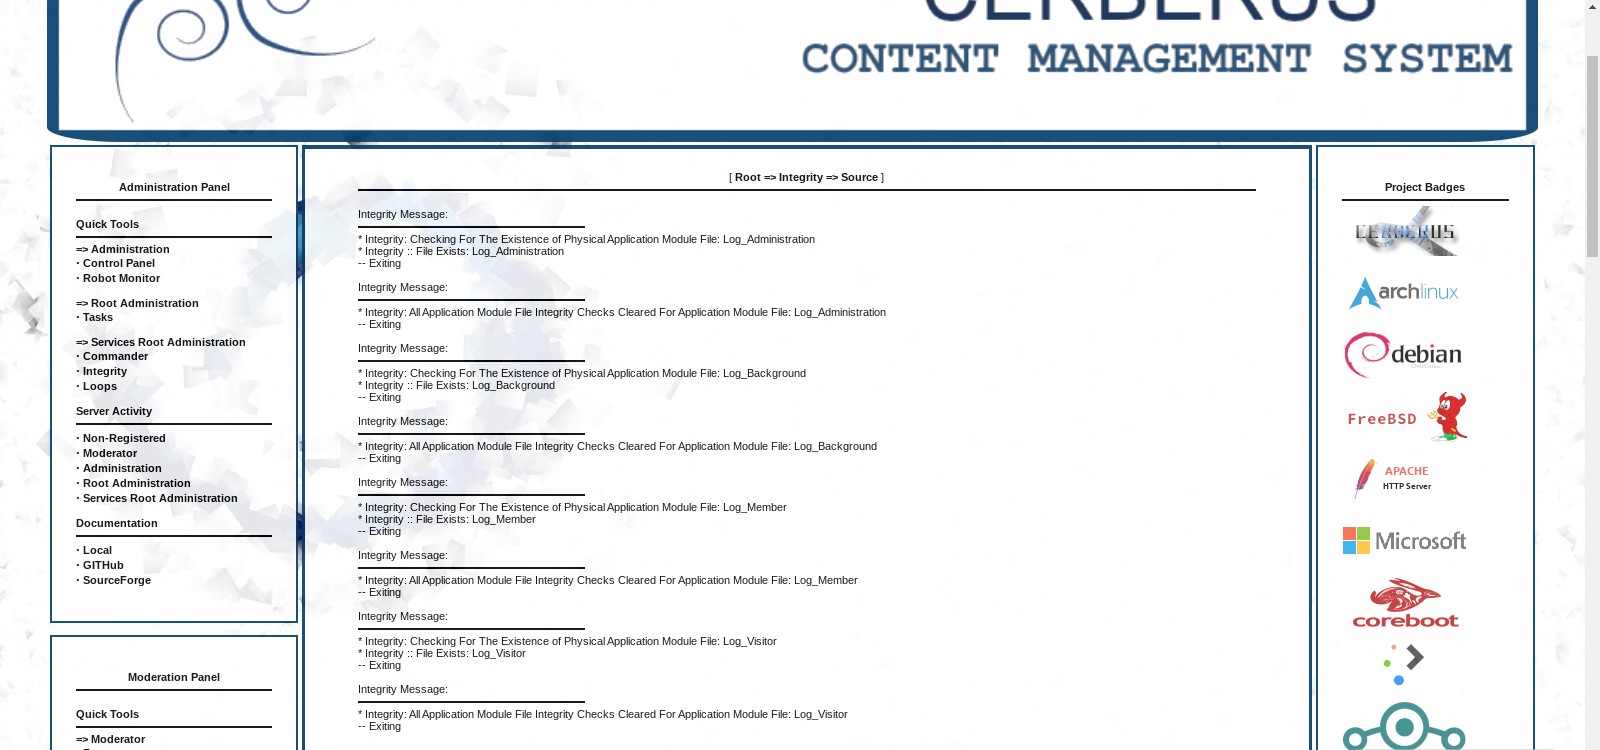 CERBERUS
CONTENT MANAGEMENT SYSTEM
Administration Panel
Quick Tools
=> Administration
· Control Panel
· Robot Monitor
=> Root Administration
· Tasks
=> Services Root Administration
· Commander
· Integrity
· Loops
Server Activity
· Non-Registered
· Moderator
· Administration
· Root Administration
· Services Root Administration
Documentation
· Local
· GITHub
· SourceForge
Moderation Panel
Quick Tools
=> Moderator
[ Root => Integrity => Source ]
Integrity Message:
* Integrity: Checking For The Existence of Physical Application Module File: Log_Administration
* Integrity :: File Exists: Log_Administration
-- Exiting
Integrity Message:
* Integrity: All Application Module File Integrity Checks Cleared For Application Module File: Log_Administration
-- Exiting
Integrity Message:
* Integrity: Checking For The Existence of Physical Application Module File: Log_Background
* Integrity :: File Exists: Log_Background
-- Exiting
Integrity Message:
* Integrity: All Application Module File Integrity Checks Cleared For Application Module File: Log_Background
-- Exiting
Integrity Message:
* Integrity: Checking For The Existence of Physical Application Module File: Log_Member
* Integrity :: File Exists: Log_Member
-- Exiting
Integrity Message:
* Integrity: All Application Module File Integrity Checks Cleared For Application Module File: Log_Member
-- Exiting
Integrity Message:
* Integrity: Checking For The Existence of Physical Application Module File: Log_Visitor
* Integrity :: File Exists: Log_Visitor
-- Exiting
Integrity Message:
* Integrity: All Application Module File Integrity Checks Cleared For Application Module File: Log_Visitor
-- Exiting
Project Badges
CERBERUS
archlinux
debian
FreeBSD
APACHE
HTTP Server
Microsoft
coreboot